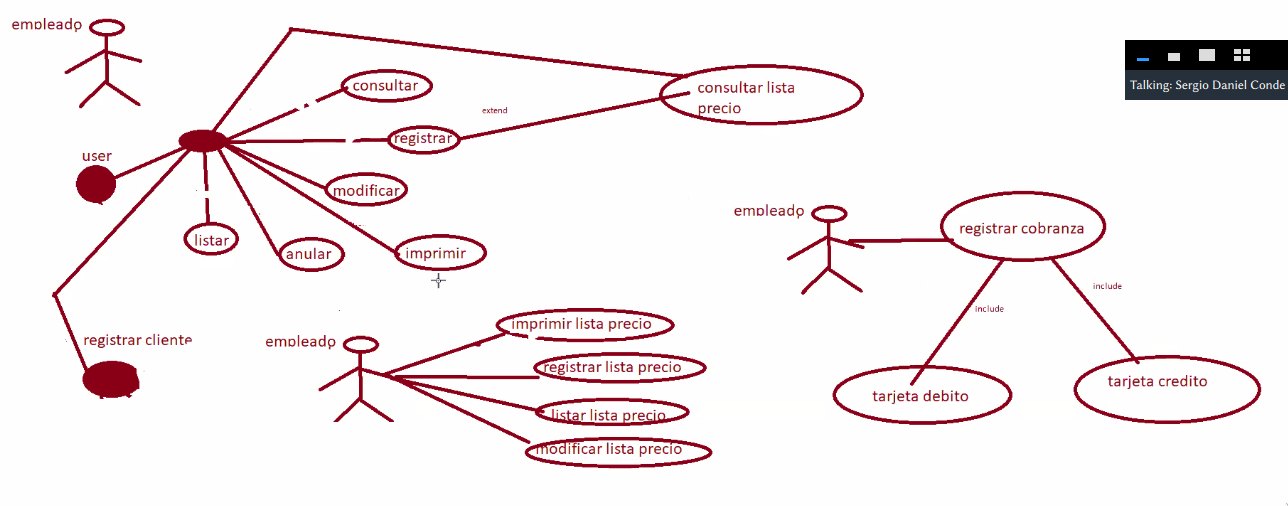 empleado
consultar
consultar lista
precio
extend
registrar
user
modificar
listar
anular
imprimir
registrar cliente
empleado
imprimir lista precio
registrar lista precio
listar lista precio
modificar lista precio
Talking: Sergio Daniel Conde
empleado
registrar cobranza
include
include
tarjeta debito
tarjeta credito